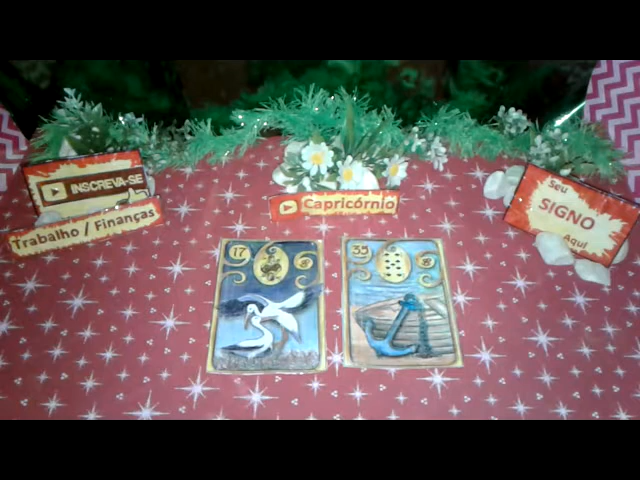 INSCREVA-SE
Trabalho / Finanças
Capricórnio
Seu
SIGNO
Aqui
17
35